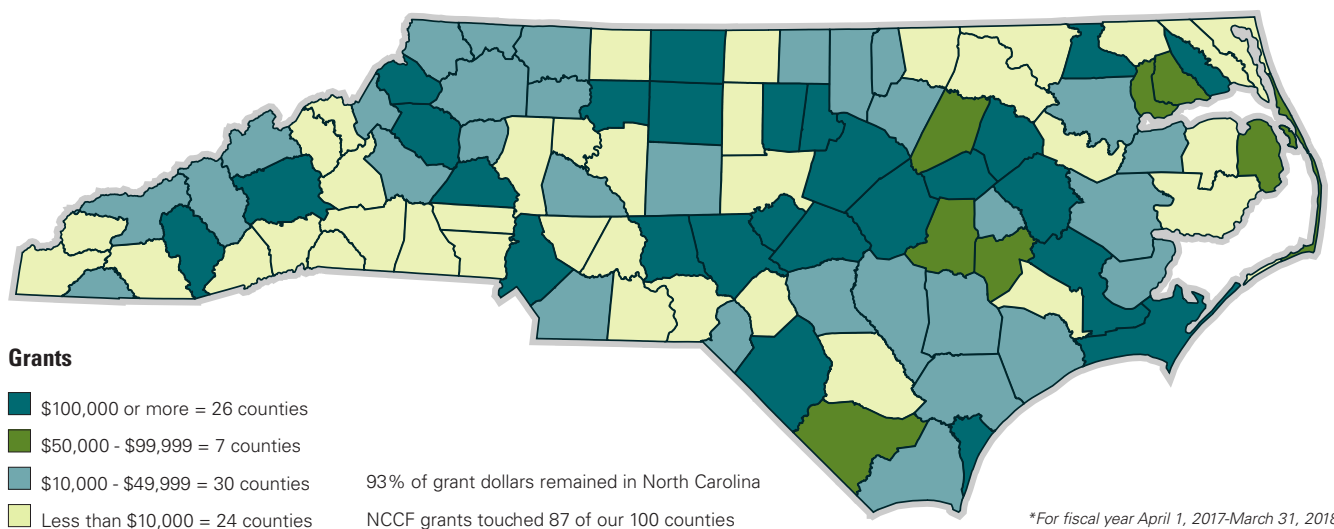 Grants
$100,000 or more = 26 counties
$50,000 - $99,999 = 7 counties
$10,000 - $49,999 = 30 counties
Less than $10,000 = 24 counties
93% of grant dollars remained in North Carolina
NCCF grants touched 87 of our 100 counties
*For fiscal year April 1, 2017-March 31, 2018